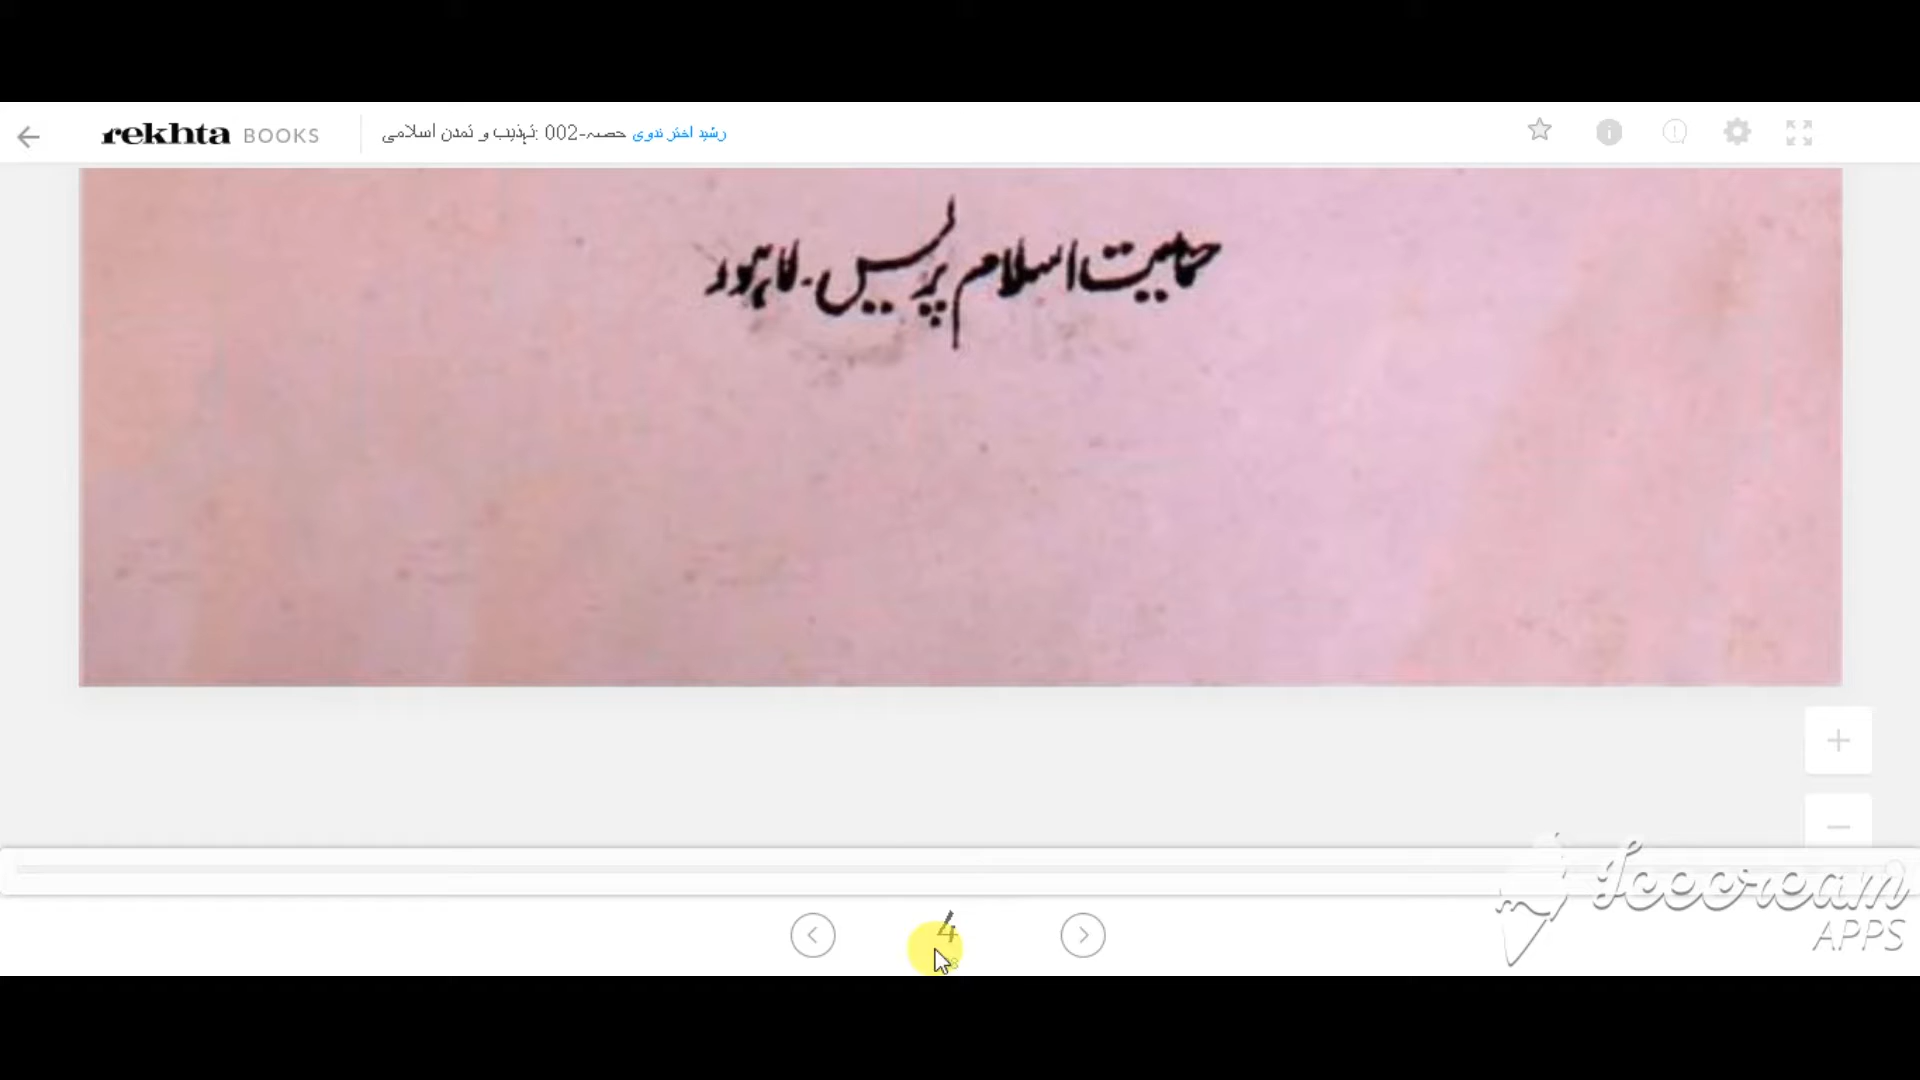 rekhta BOOKS
تہذیب و تمدن اسلامی: حصہ-002 رشید اختر ندوی
حمایت اسلام پریس۔ لاہور
4
Icecream
APPS